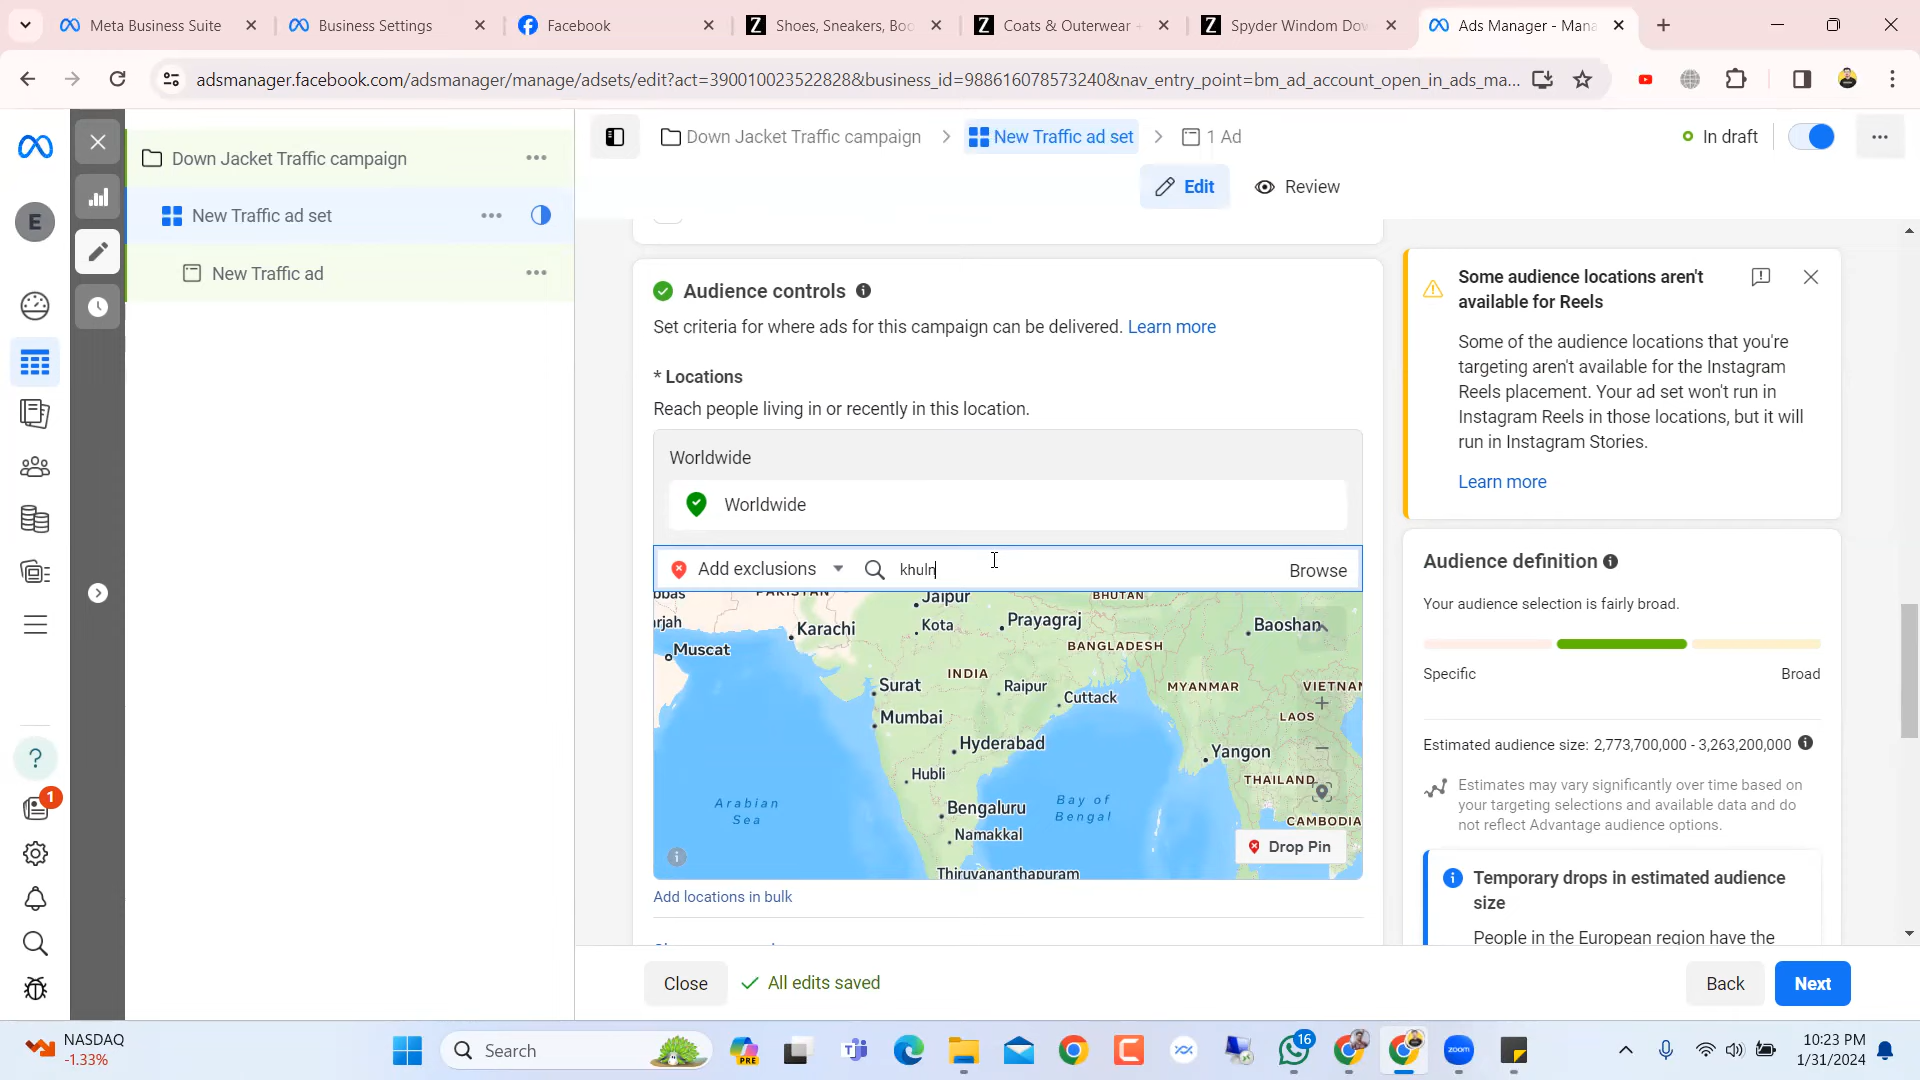 Meta Business Suite
Business Settings
Facebook
Shoes, Sneakers, Boo
Coats & Outerwear
Spyder Windom Dov
Ads Manager - Mana
adsmanager.facebook.com/adsmanager/manage/adsets/edit?act=390010023522828&business_id=988616078573240&nav_entry_point=bm_ad_account_open_in_ads_ma...
E
Down Jacket Traffic campaign
New Traffic ad set
New Traffic ad
Down Jacket Traffic campaign
New Traffic ad set
1 Ad
In draft
Edit
Review
Audience controls
Set criteria for where ads for this campaign can be delivered. Learn more
* Locations
Reach people living in or recently in this location.
Worldwide
Worldwide
Add exclusions
khuln
Browse
PAKISTAN
Jaipur
BHUTAN
Karachi
Kota
Prayagraj
Baoshan
Muscat
BANGLADESH
INDIA
Surat
Raipur
Cuttack
MYANMAR
VIETNAM
LAOS
Mumbai
Hyderabad
Yangon
Hubli
THAILAND
Arabian
Sea
Bengaluru
Bay of
Bengal
CAMBODIA
Namakkal
Drop Pin
Thiruvananthapuram
Add locations in bulk
Some audience locations aren't
available for Reels
Some of the audience locations that you're
targeting aren't available for the Instagram
Reels placement. Your ad set won't run in
Instagram Reels in those locations, but it will
run in Instagram Stories.
Learn more
Audience definition
Your audience selection is fairly broad.
Specific
Broad
Estimated audience size: 2,773,700,000 - 3,263,200,000
Estimates may vary significantly over time based on
your targeting selections and available data and do
not reflect Advantage audience options.
Temporary drops in estimated audience
size
People in the European region have the
Close
All edits saved
Back
Next
1
NASDAQ
-1.33%
Search
PRE
16
zoom
10:23 PM
1/31/2024